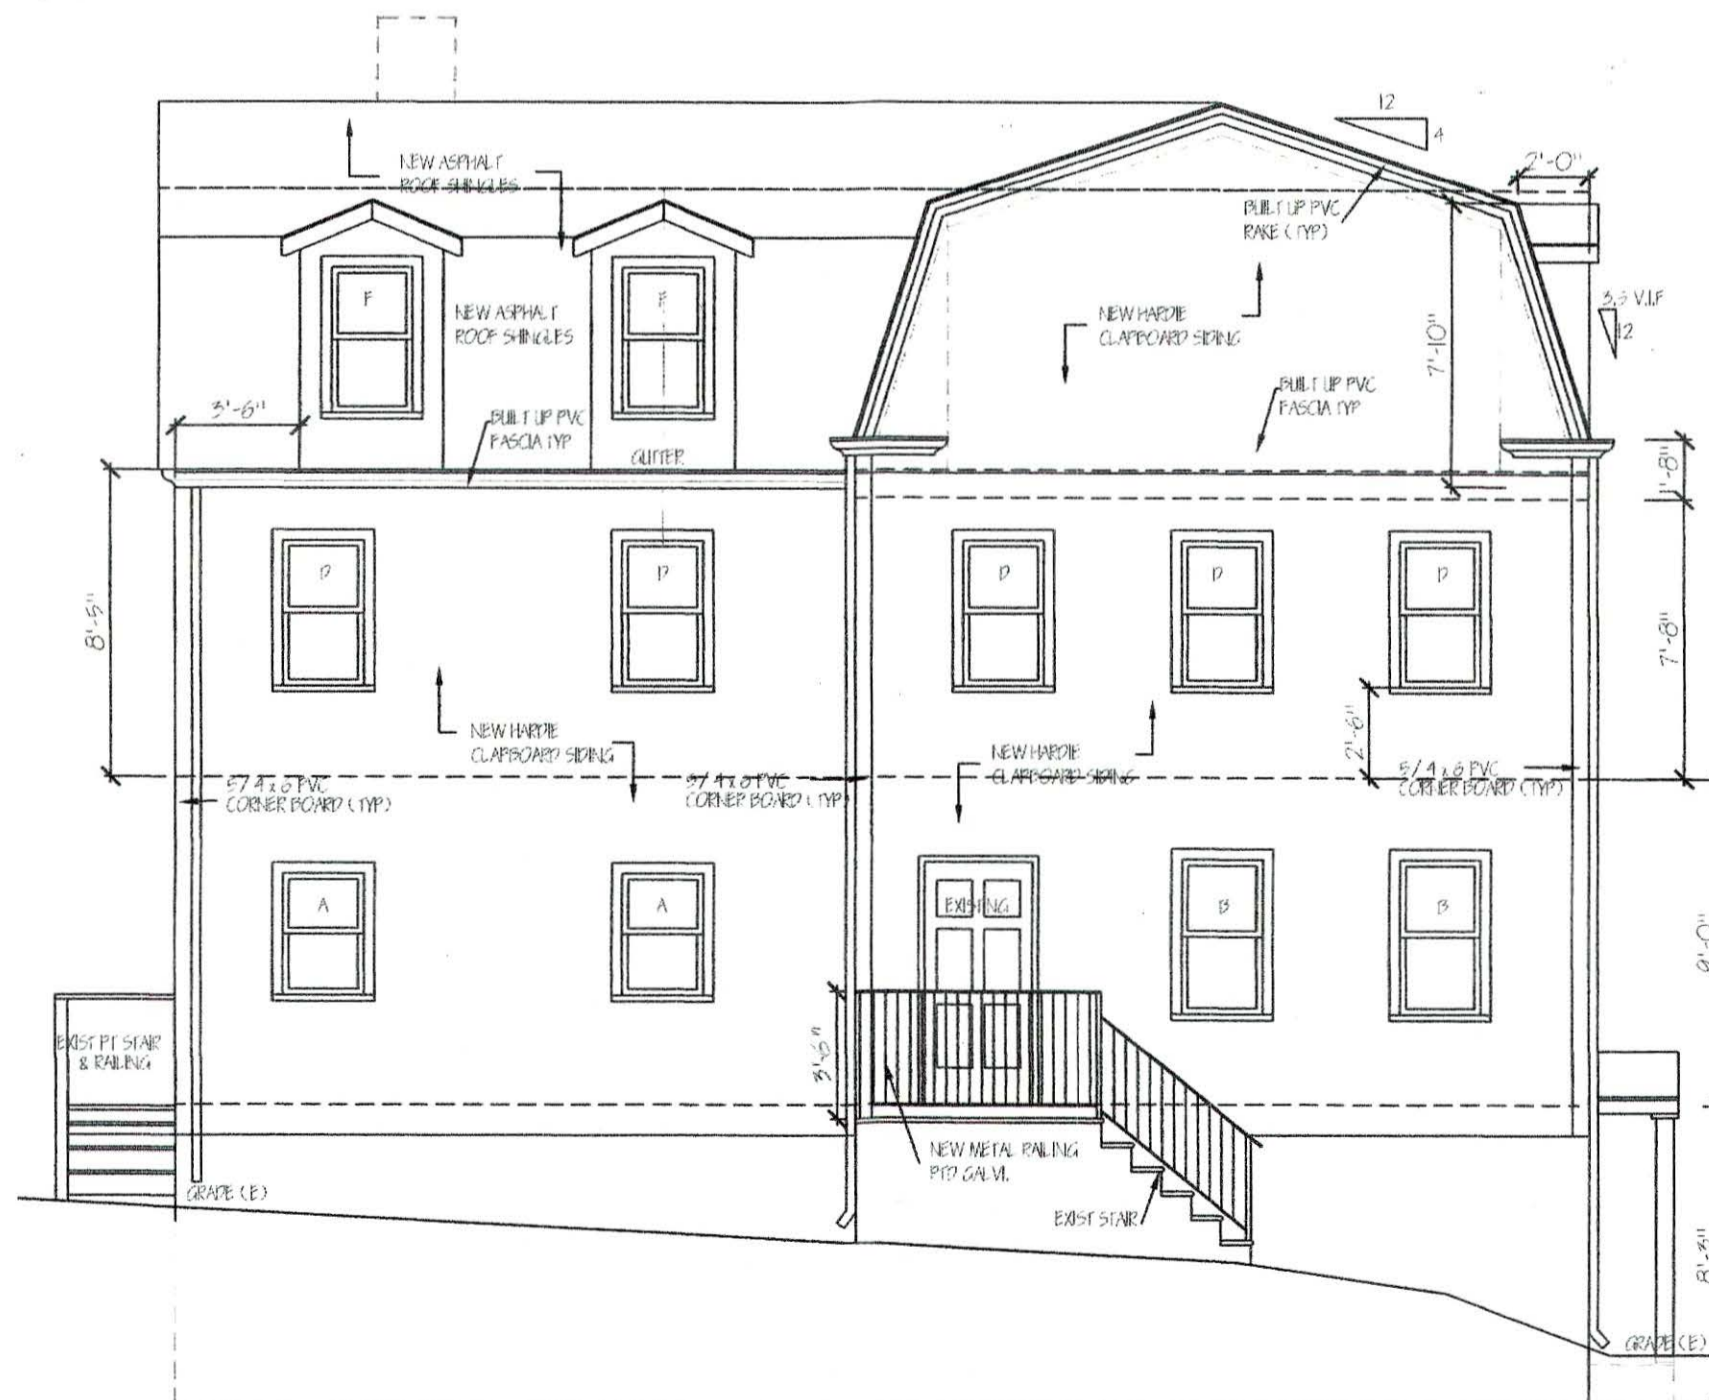 12
4
NEW ASPHALT
ROOF SHINGLES
2'-0"
BUILT UP PVC
RAKE (TYP)
F
F
NEW ASPHALT
ROOF SHINGLES
NEW HARDIE
CLAPBOARD SIDING
3.5 V.I.F
12
7'-10"
3'-6"
BUILT UP PVC
FASCIA TYP
BUILT UP PVC
FASCIA TYP
GUTTER
1'-8"
8'-5"
D
D
D
D
D
7'-8"
2'-6"
NEW HARDIE
CLAPBOARD SIDING
NEW HARDIE
CLAPBOARD SIDING
5/4 x 6 PVC
CORNER BOARD (TYP)
5/4 x 6 PVC
CORNER BOARD (TYP)
5/4 x 6 PVC
CORNER BOARD (TYP)
A
A
EXISTING
B
B
9'-0"
EXIST PT STAIR
& RAILING
3'-6"
NEW METAL RAILING
PTD GALV.
GRADE (E)
EXIST STAIR
8'-3"
GRADE (E)